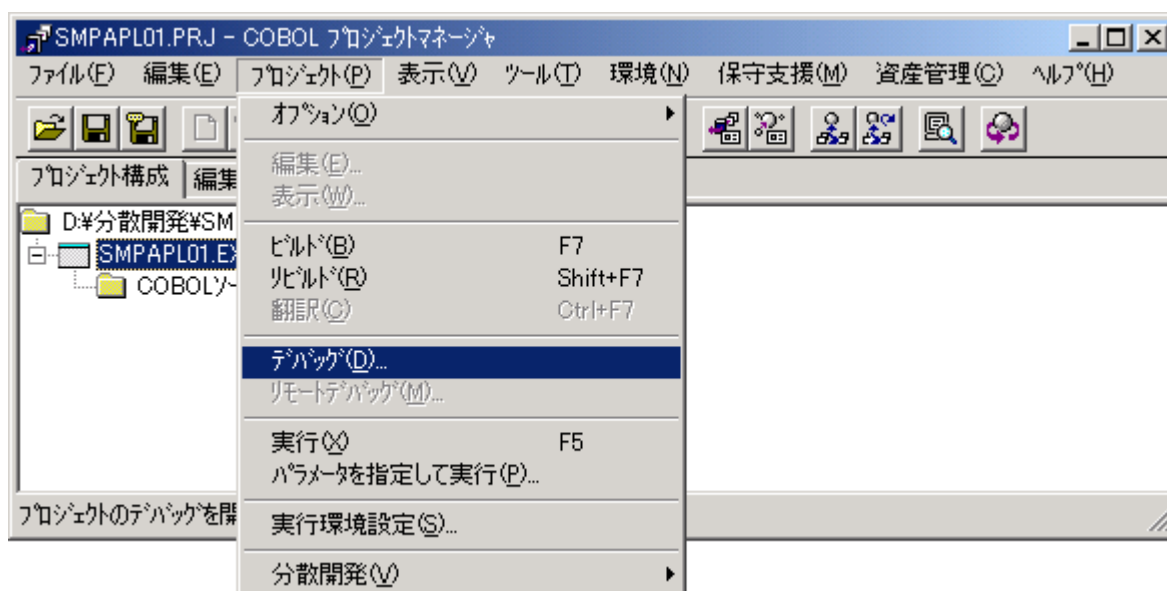 SMPAPL01.PRJ - COBOL ﾌﾟﾛｼﾞｪｸﾄﾏﾈｰｼﾞｬ
ﾌｧｲﾙ(F) 編集(E) ﾌﾟﾛｼﾞｪｸﾄ(P) 表示(V) ﾂｰﾙ(T) 環境(N) 保守支援(M) 資産管理(C) ﾍﾙﾌﾟ(H)
ｵﾌﾟｼｮﾝ(O)
編集(E)...
表示(W)...
ﾋﾞﾙﾄﾞ(B) F7
ﾘﾋﾞﾙﾄﾞ(R) Shift+F7
翻訳(C) Ctrl+F7
ﾃﾞﾊﾞｯｸﾞ(D)...
ﾘﾓｰﾄﾃﾞﾊﾞｯｸﾞ(M)...
実行(X) F5
ﾊﾟﾗﾒｰﾀを指定して実行(P)...
実行環境設定(S)...
分散開発(V)
ﾌﾟﾛｼﾞｪｸﾄ構成 編集
D:¥分散開発¥SM
SMPAPL01.EX
COBOLｿｰ
ﾌﾟﾛｼﾞｪｸﾄのﾃﾞﾊﾞｯｸﾞを開